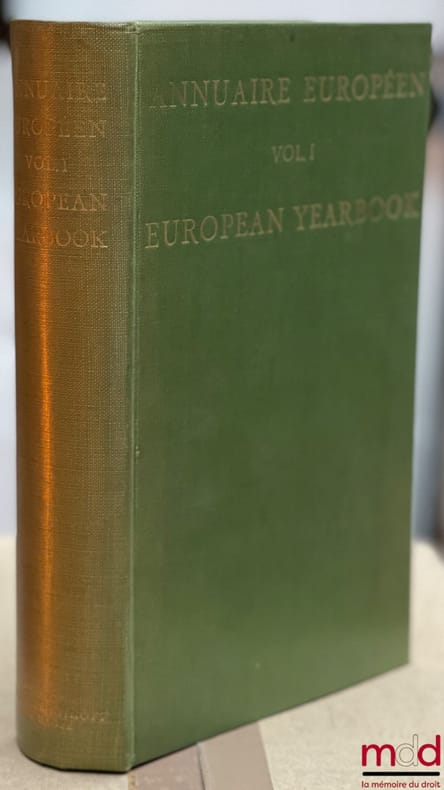 ANNUAIRE
EUROPÉEN
VOL. I
EUROPEAN
YEARBOOK
ANNUAIRE EUROPÉEN
VOL. I
EUROPEAN YEARBOOK
mdd
la mémoire du droit